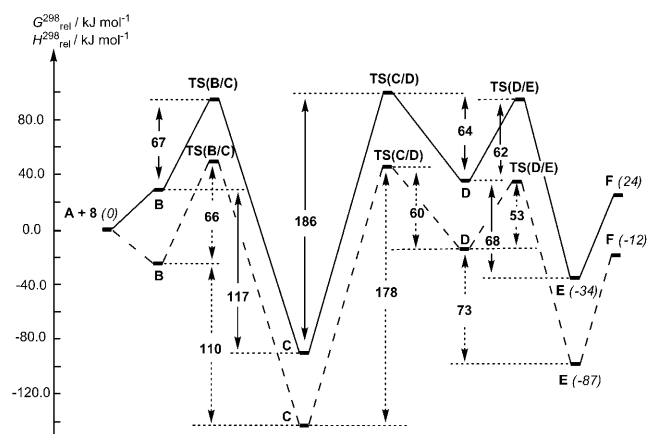 G²⁹⁸rel / kJ mol⁻¹
H²⁹⁸rel / kJ mol⁻¹
TS(B/C)
TS(C/D)
TS(D/E)
80.0
67
64
62
TS(B/C)
TS(C/D)
TS(D/E)
40.0
A + 8 (0)
B
66
186
60
D
53
F (24)
0.0
B
D
68
F (-12)
-40.0
117
178
73
E (-34)
-80.0
110
C
E (-87)
-120.0
C